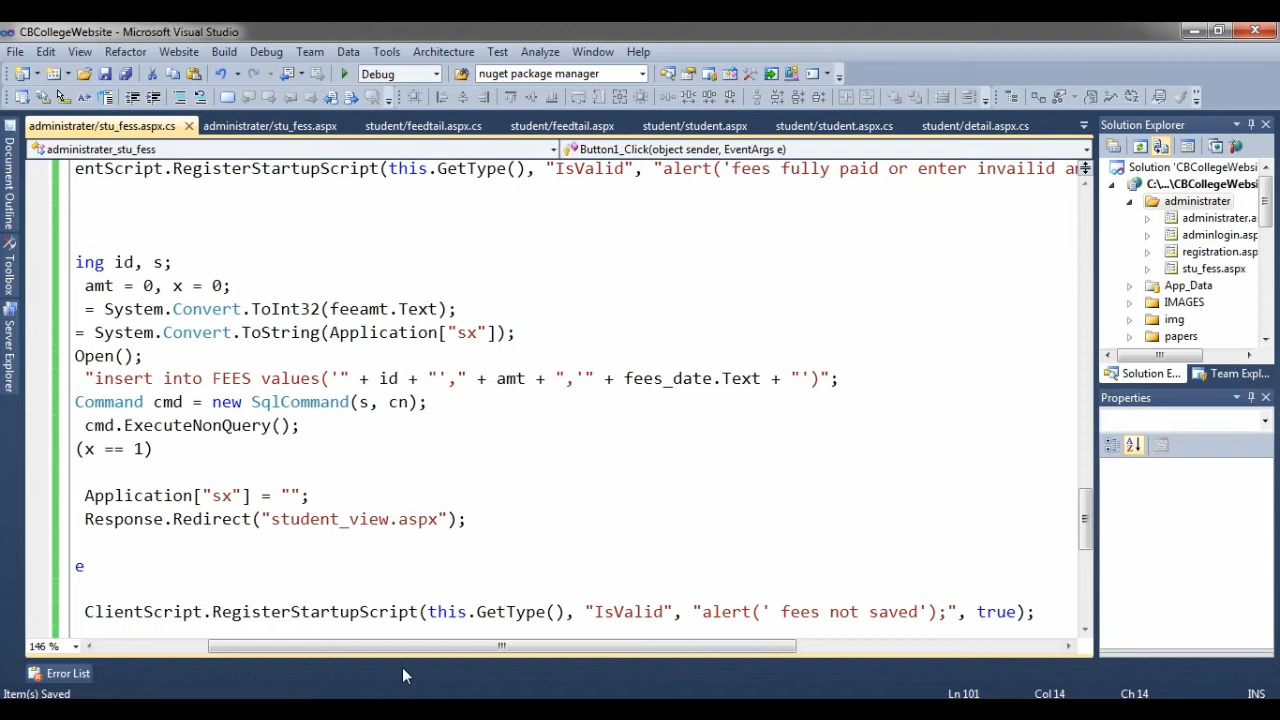 CBCollegeWebsite - Microsoft Visual Studio
File Edit View Refactor Website Build Debug Team Data Tools Architecture Test Analyze Window Help
Debug nuget package manager
administrater/stu_fess.aspx.cs administrater/stu_fess.aspx student/feedtail.aspx.cs student/feedtail.aspx student/student.aspx student/student.aspx.cs student/detail.aspx.cs
administrater_stu_fess Button1_Click(object sender, EventArgs e)
entScript.RegisterStartupScript(this.GetType(), "IsValid", "alert('fees fully paid or enter invailid a
ing id, s;
amt = 0, x = 0;
= System.Convert.ToInt32(feeamt.Text);
= System.Convert.ToString(Application["sx"]);
Open();
"insert into FEES values('" + id + "'," + amt + ",'" + fees_date.Text + "')";
Command cmd = new SqlCommand(s, cn);
cmd.ExecuteNonQuery();
(x == 1)
Application["sx"] = "";
Response.Redirect("student_view.aspx");
e
ClientScript.RegisterStartupScript(this.GetType(), "IsValid", "alert(' fees not saved');", true);
146 %
Document Outline
Toolbox
Server Explorer
Solution Explorer
Solution 'CBCollegeWebsi
C:\...\CBCollegeWebsi
administrater
administrater.a
adminlogin.asp
registration.asp
stu_fess.aspx
App_Data
IMAGES
img
papers
Solution E... Team Expl...
Properties
Error List
Item(s) Saved Ln 101 Col 14 Ch 14 INS